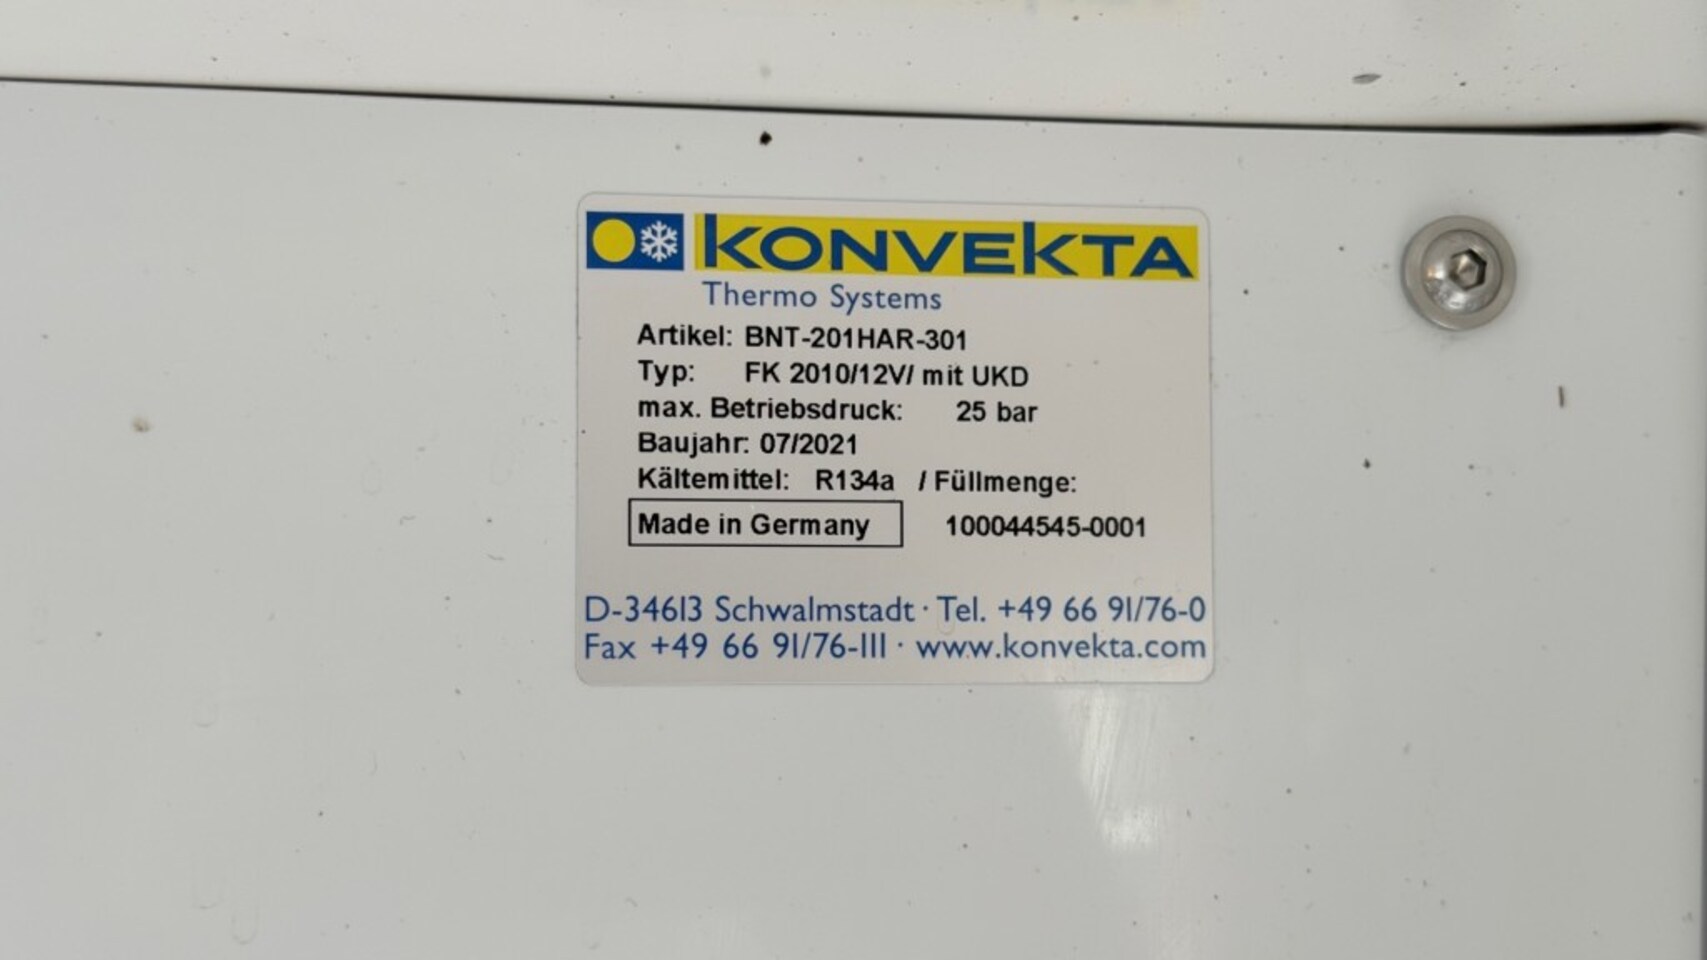 KONVEKTA
Thermo Systems
Artikel: BNT-201HAR-301
Typ: FK 2010/12V/ mit UKD
max. Betriebsdruck: 25 bar
Baujahr: 07/2021
Kältemittel: R134a / Füllmenge:
Made in Germany 100044545-0001
D-34613 Schwalmstadt · Tel. +49 66 91/76-0
Fax +49 66 91/76-111 · www.konvekta.com